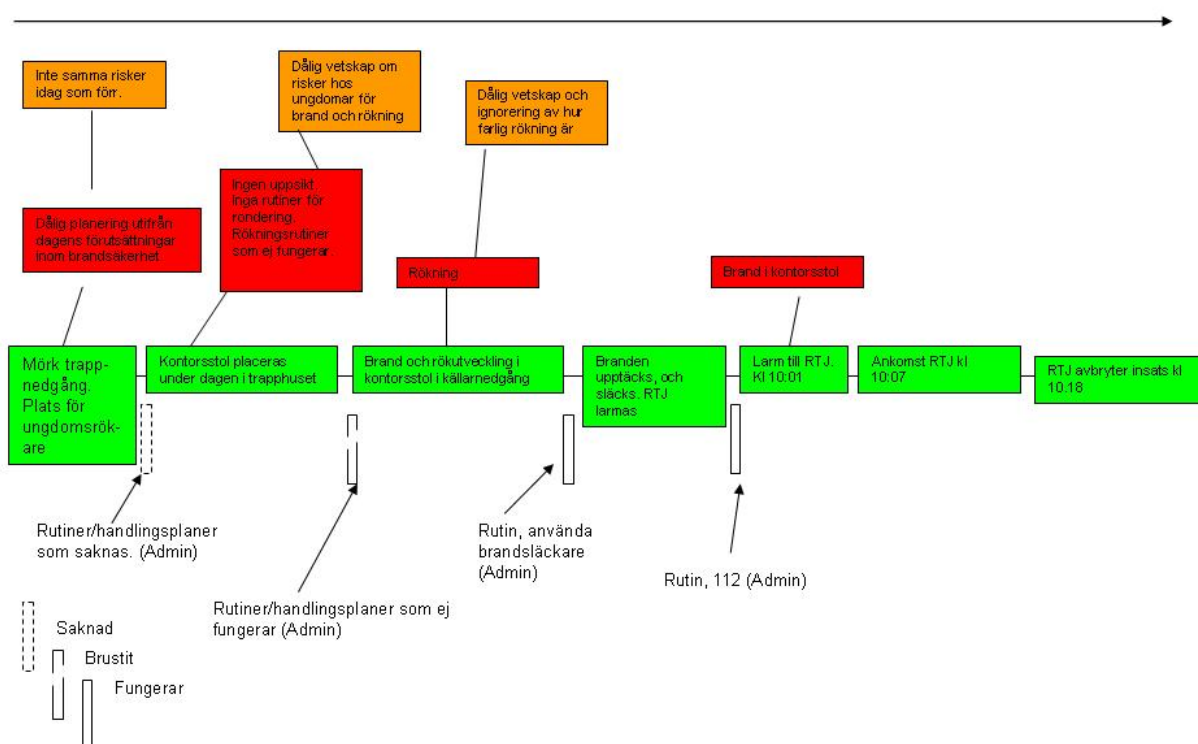 Inte samma risker
idag som förr.
Dålig vetskap om
risker hos
ungdomar för
brand och rökning
Dålig vetskap och
ignorering av hur
farlig rökning är
Dålig planering utifrån
dagens förutsättningar
inom brandsäkerhet.
Ingen uppsikt.
Inga rutiner för
rondering.
Rökningsrutiner
som ej fungerar.
Rökning
Brand i kontorsstol
Mörk trapp-
nedgång.
Plats för
ungdomsrök-
are
Kontorsstol placeras
under dagen i trapphuset
Brand och rökutveckling i
kontorsstol i källarnedgång
Branden
upptäcks, och
släcks. RTJ
larmas
Larm till RTJ.
Kl 10:01
Ankomst RTJ kl
10:07
RTJ avbryter insats kl
10.18
Rutiner/handlingsplaner
som saknas. (Admin)
Rutiner/handlingsplaner som ej
fungerar (Admin)
Rutin, använda
brandsläckare
(Admin)
Rutin, 112 (Admin)
Saknad
Brustit
Fungerar